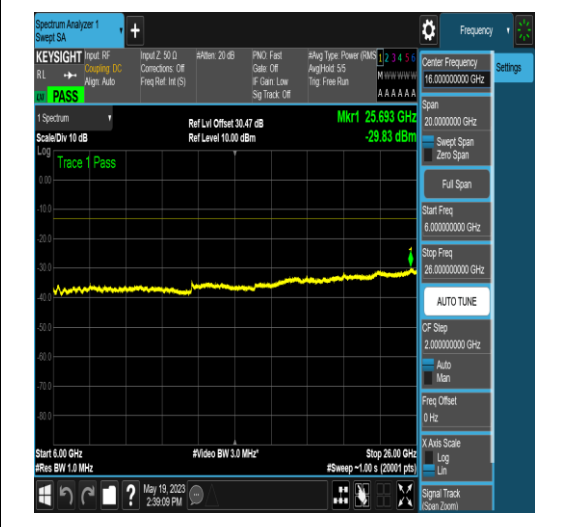 Spectrum Analyzer 1
Swept SA
+
Frequency
KEYSIGHT
RL
Input: RF
Coupling: DC
Align: Auto
Input Z: 50 Ω
Corrections: Off
Freq Ref: Int (S)
#Atten: 20 dB
PNO: Fast
Gate: Off
IF Gain: Low
Sig Track: Off
#Avg Type: Power (RMS
Avg|Hold: 5/5
Trig: Free Run
1 2 3 4 5 6
M W W W W W
A A A A A A
PASS
1 Spectrum
Scale/Div 10 dB
Ref Lvl Offset 30.47 dB
Ref Level 10.00 dBm
Mkr1 25.693 GHz
-29.83 dBm
Log
Trace 1 Pass
0.00
-10.0
-20.0
-30.0
-40.0
-50.0
-60.0
-70.0
-80.0
1
Start 6.00 GHz
#Res BW 1.0 MHz
#Video BW 3.0 MHz*
Stop 26.00 GHz
#Sweep ~1.00 s (20001 pts)
?
May 19, 2023
2:39:09 PM
Center Frequency
16.000000000 GHz
Settings
Span
20.0000000 GHz
Swept Span
Zero Span
Full Span
Start Freq
6.000000000 GHz
Stop Freq
26.000000000 GHz
AUTO TUNE
CF Step
2.000000000 GHz
Auto
Man
Freq Offset
0 Hz
X Axis Scale
Log
Lin
Signal Track
(Span Zoom)